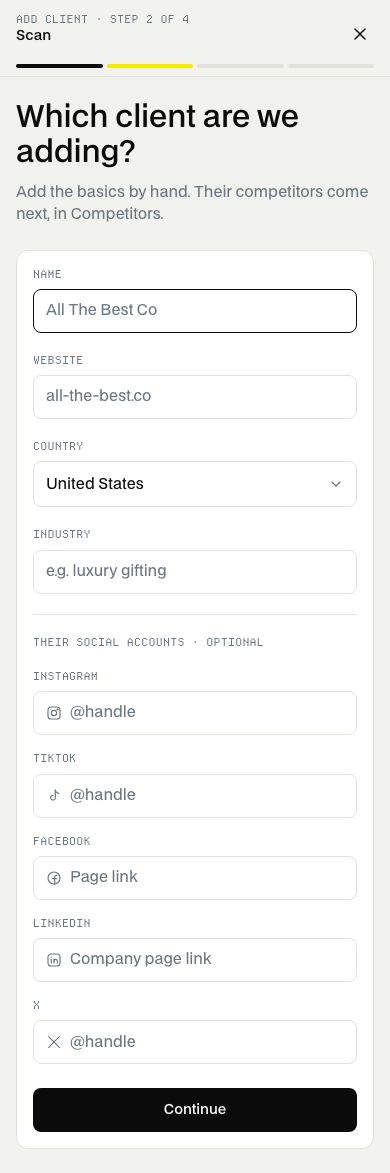 ADD CLIENT · STEP 2 OF 4
Scan
Which client are we
adding?
Add the basics by hand. Their competitors come
next, in Competitors.
NAME
All The Best Co
WEBSITE
all-the-best.co
COUNTRY
United States
INDUSTRY
e.g. luxury gifting
THEIR SOCIAL ACCOUNTS · OPTIONAL
INSTAGRAM
@handle
TIKTOK
@handle
FACEBOOK
Page link
LINKEDIN
Company page link
X
@handle
Continue